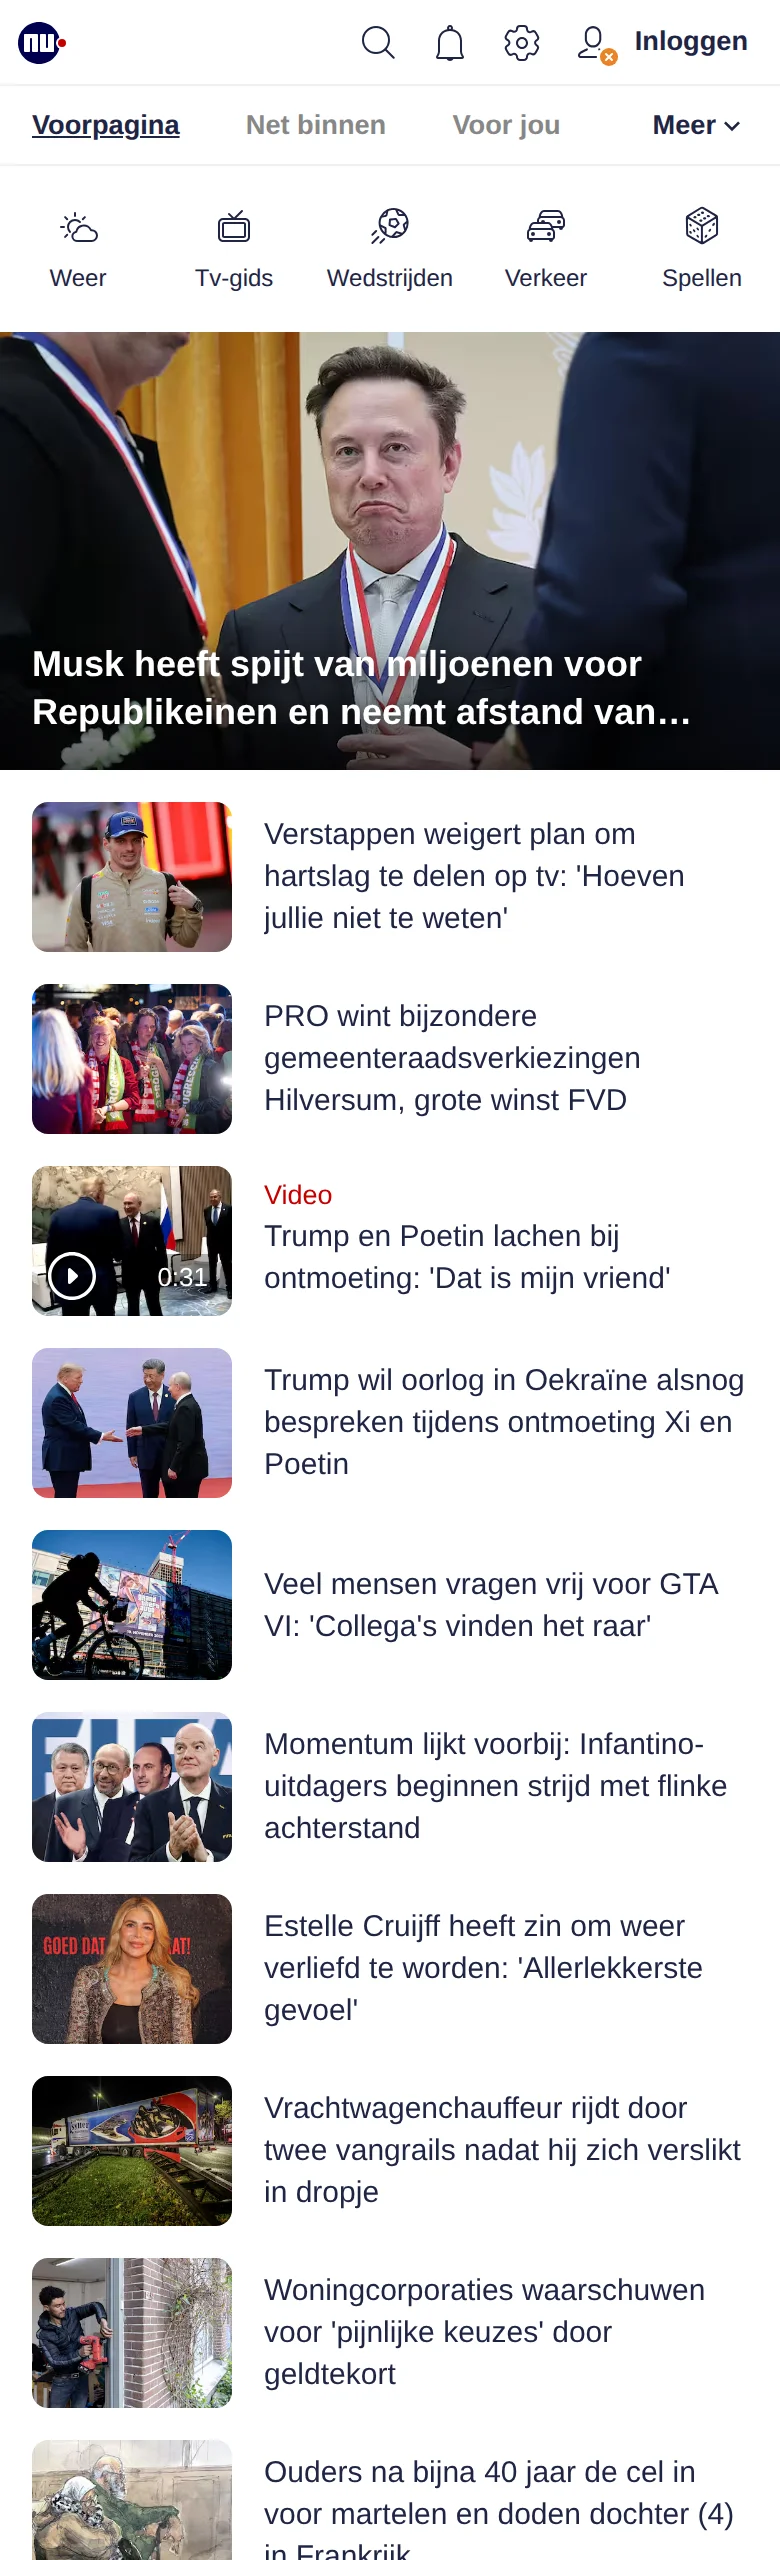 nu
Inloggen
Voorpagina
Net binnen
Voor jou
Meer
Weer
Tv-gids
Wedstrijden
Verkeer
Spellen
Musk heeft spijt van miljoenen voor
Republikeinen en neemt afstand van…
Verstappen weigert plan om
hartslag te delen op tv: 'Hoeven
jullie niet te weten'
PRO wint bijzondere
gemeenteraadsverkiezingen
Hilversum, grote winst FVD
Video
0:31
Trump en Poetin lachen bij
ontmoeting: 'Dat is mijn vriend'
Trump wil oorlog in Oekraïne alsnog
bespreken tijdens ontmoeting Xi en
Poetin
Veel mensen vragen vrij voor GTA
VI: 'Collega's vinden het raar'
Momentum lijkt voorbij: Infantino-
uitdagers beginnen strijd met flinke
achterstand
GOED DAT
AT!
Estelle Cruijff heeft zin om weer
verliefd te worden: 'Allerlekkerste
gevoel'
Vrachtwagenchauffeur rijdt door
twee vangrails nadat hij zich verslikt
in dropje
Woningcorporaties waarschuwen
voor 'pijnlijke keuzes' door
geldtekort
Ouders na bijna 40 jaar de cel in
voor martelen en doden dochter (4)
in Frankrijk